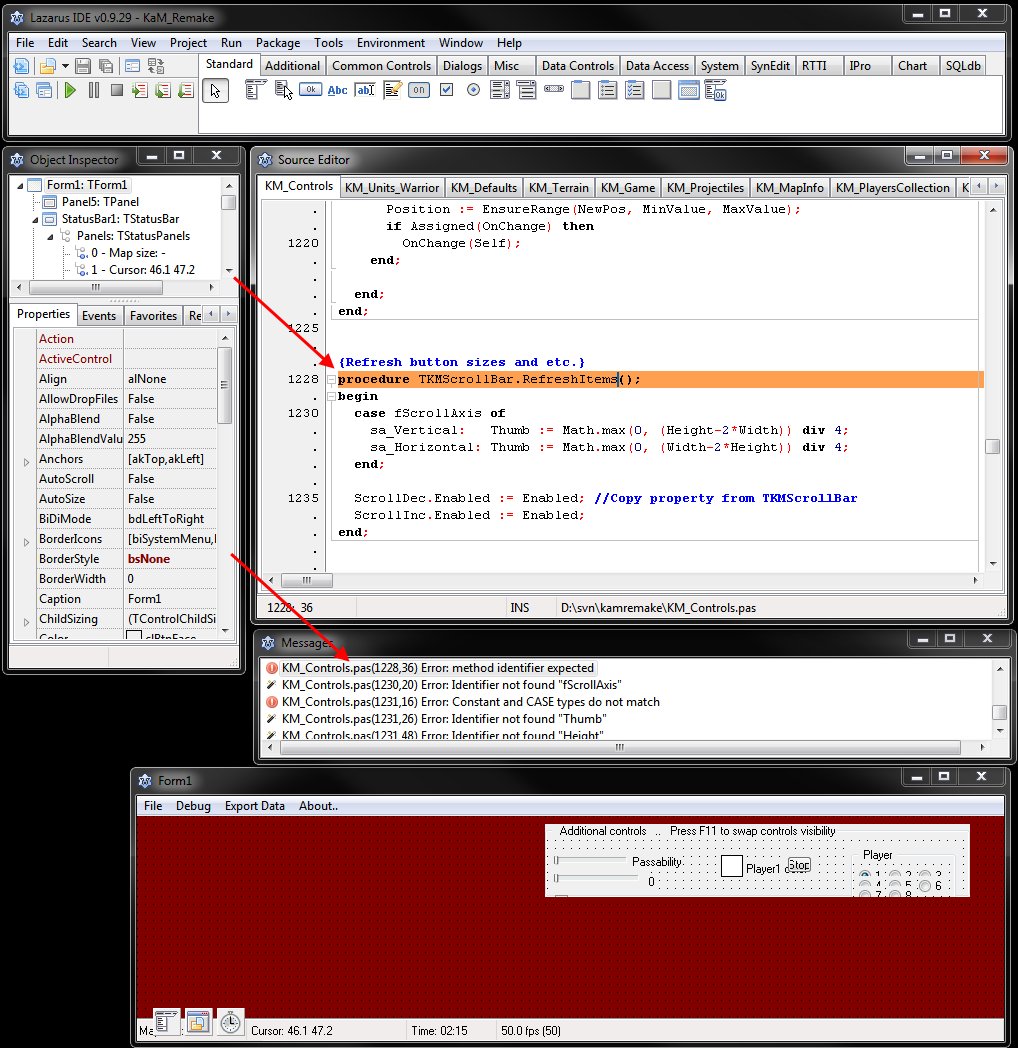 Lazarus IDE v0.9.29 - KaM_Remake
File Edit Search View Project Run Package Tools Environment Window Help
Standard Additional Common Controls Dialogs Misc Data Controls Data Access System SynEdit RTTI IPro Chart SQLdb
Ok Abc ab on Ok
Object Inspector
Form1: TForm1
Panel5: TPanel
StatusBar1: TStatusBar
Panels: TStatusPanels
0 - Map size: -
1 - Cursor: 46.1 47.2
Properties Events Favorites Re
Action
ActiveControl
Align alNone
AllowDropFiles False
AlphaBlend False
AlphaBlendValu 255
Anchors [akTop,akLeft]
AutoScroll False
AutoSize False
BiDiMode bdLeftToRight
BorderIcons [biSystemMenu,
BorderStyle bsNone
BorderWidth 0
Caption Form1
ChildSizing (TControlChildSi
Color clBtnFace
Source Editor
KM_Controls KM_Units_Warrior KM_Defaults KM_Terrain KM_Game KM_Projectiles KM_MapInfo KM_PlayersCollection K
. Position := EnsureRange(NewPos, MinValue, MaxValue);
. if Assigned(OnChange) then
1220 OnChange(Self);
. end;
.
. end;
. end;
1225
.
. {Refresh button sizes and etc.}
1228 procedure TKMScrollBar.RefreshItems();
. begin
1230 case fScrollAxis of
. sa_Vertical: Thumb := Math.max(0, (Height-2*Width)) div 4;
. sa_Horizontal: Thumb := Math.max(0, (Width-2*Height)) div 4;
. end;
.
1235 ScrollDec.Enabled := Enabled; //Copy property from TKMScrollBar
. ScrollInc.Enabled := Enabled;
. end;
.
.
1228: 36 INS D:\svn\kamremake\KM_Controls.pas
Messages
KM_Controls.pas(1228,36) Error: method identifier expected
KM_Controls.pas(1230,20) Error: Identifier not found "fScrollAxis"
KM_Controls.pas(1231,16) Error: Constant and CASE types do not match
KM_Controls.pas(1231,26) Error: Identifier not found "Thumb"
KM_Controls.pas(1231,48) Error: Identifier not found "Height"
Form1
File Debug Export Data About..
Additional controls .. Press F11 to swap controls visibility
Passability
0
Player1 Stop
Player
1 2 3
4 5 6
7 8
Cursor: 46.1 47.2 Time: 02:15 50.0 fps (50)